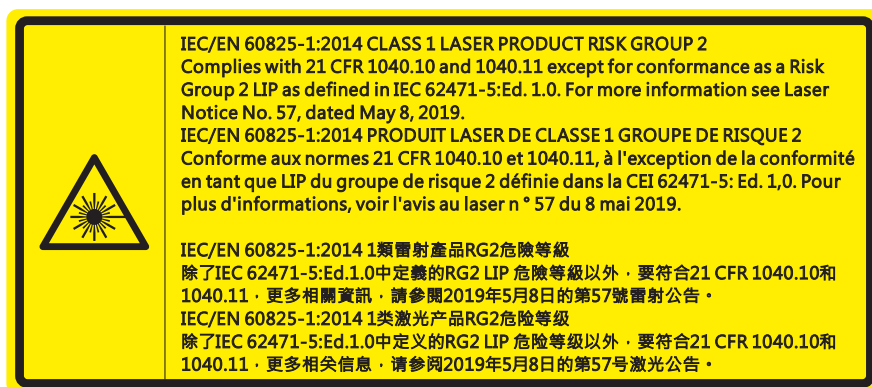 IEC/EN 60825-1:2014 CLASS 1 LASER PRODUCT RISK GROUP 2
Complies with 21 CFR 1040.10 and 1040.11 except for conformance as a Risk
Group 2 LIP as defined in IEC 62471-5:Ed. 1.0. For more information see Laser
Notice No. 57, dated May 8, 2019.
IEC/EN 60825-1:2014 PRODUIT LASER DE CLASSE 1 GROUPE DE RISQUE 2
Conforme aux normes 21 CFR 1040.10 et 1040.11, à l'exception de la conformité
en tant que LIP du groupe de risque 2 définie dans la CEI 62471-5: Ed. 1,0. Pour
plus d'informations, voir l'avis au laser n ° 57 du 8 mai 2019.
IEC/EN 60825-1:2014 1類雷射產品RG2危險等級
除了IEC 62471-5:Ed.1.0中定義的RG2 LIP 危險等級以外，要符合21 CFR 1040.10和
1040.11，更多相關資訊，請參閱2019年5月8日的第57號雷射公告。
IEC/EN 60825-1:2014 1类激光产品RG2危险等级
除了IEC 62471-5:Ed.1.0中定义的RG2 LIP 危险等级以外，要符合21 CFR 1040.10和
1040.11，更多相关信息，请参阅2019年5月8日的第57号激光公告。